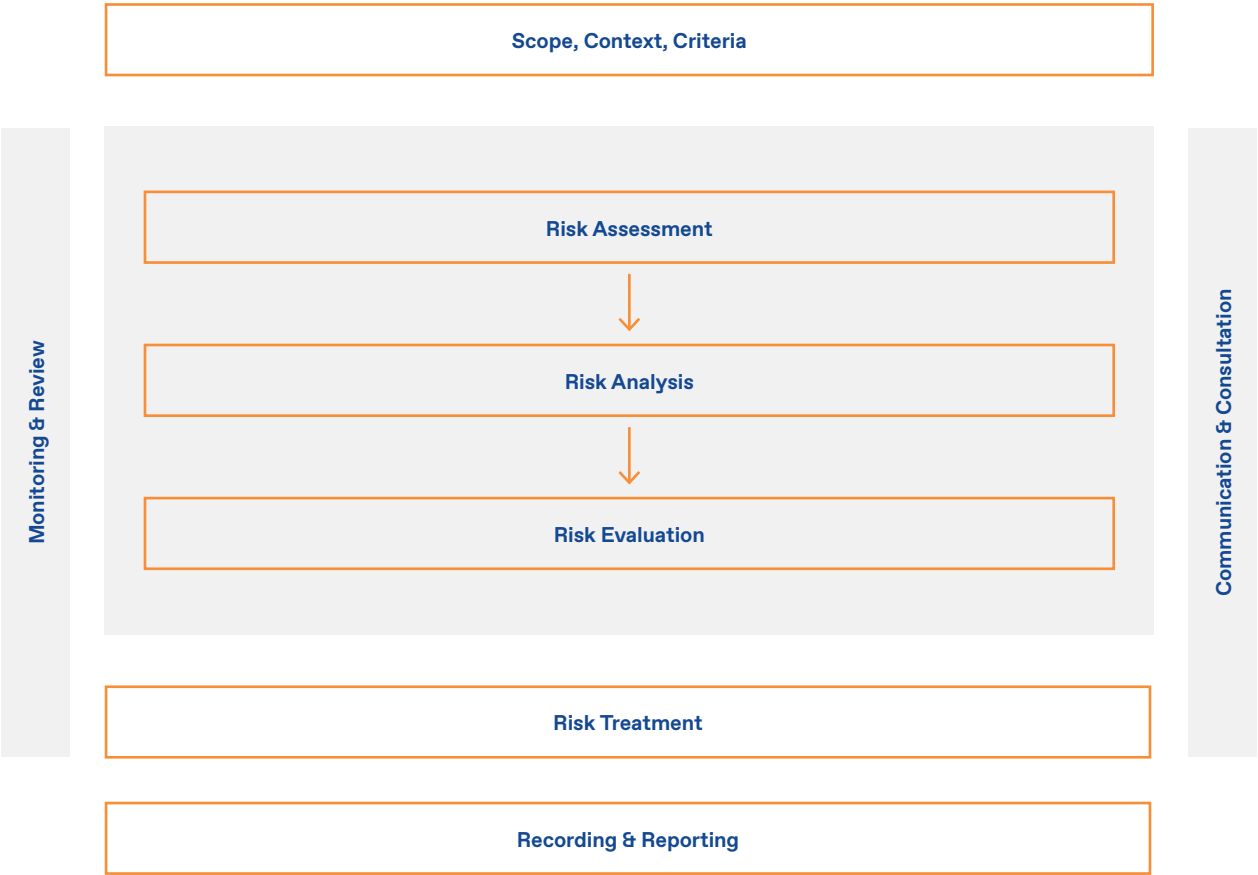 Scope, Context, Criteria
Monitoring & Review
Risk Assessment
Risk Analysis
Risk Evaluation
Communication & Consultation
Risk Treatment
Recording & Reporting